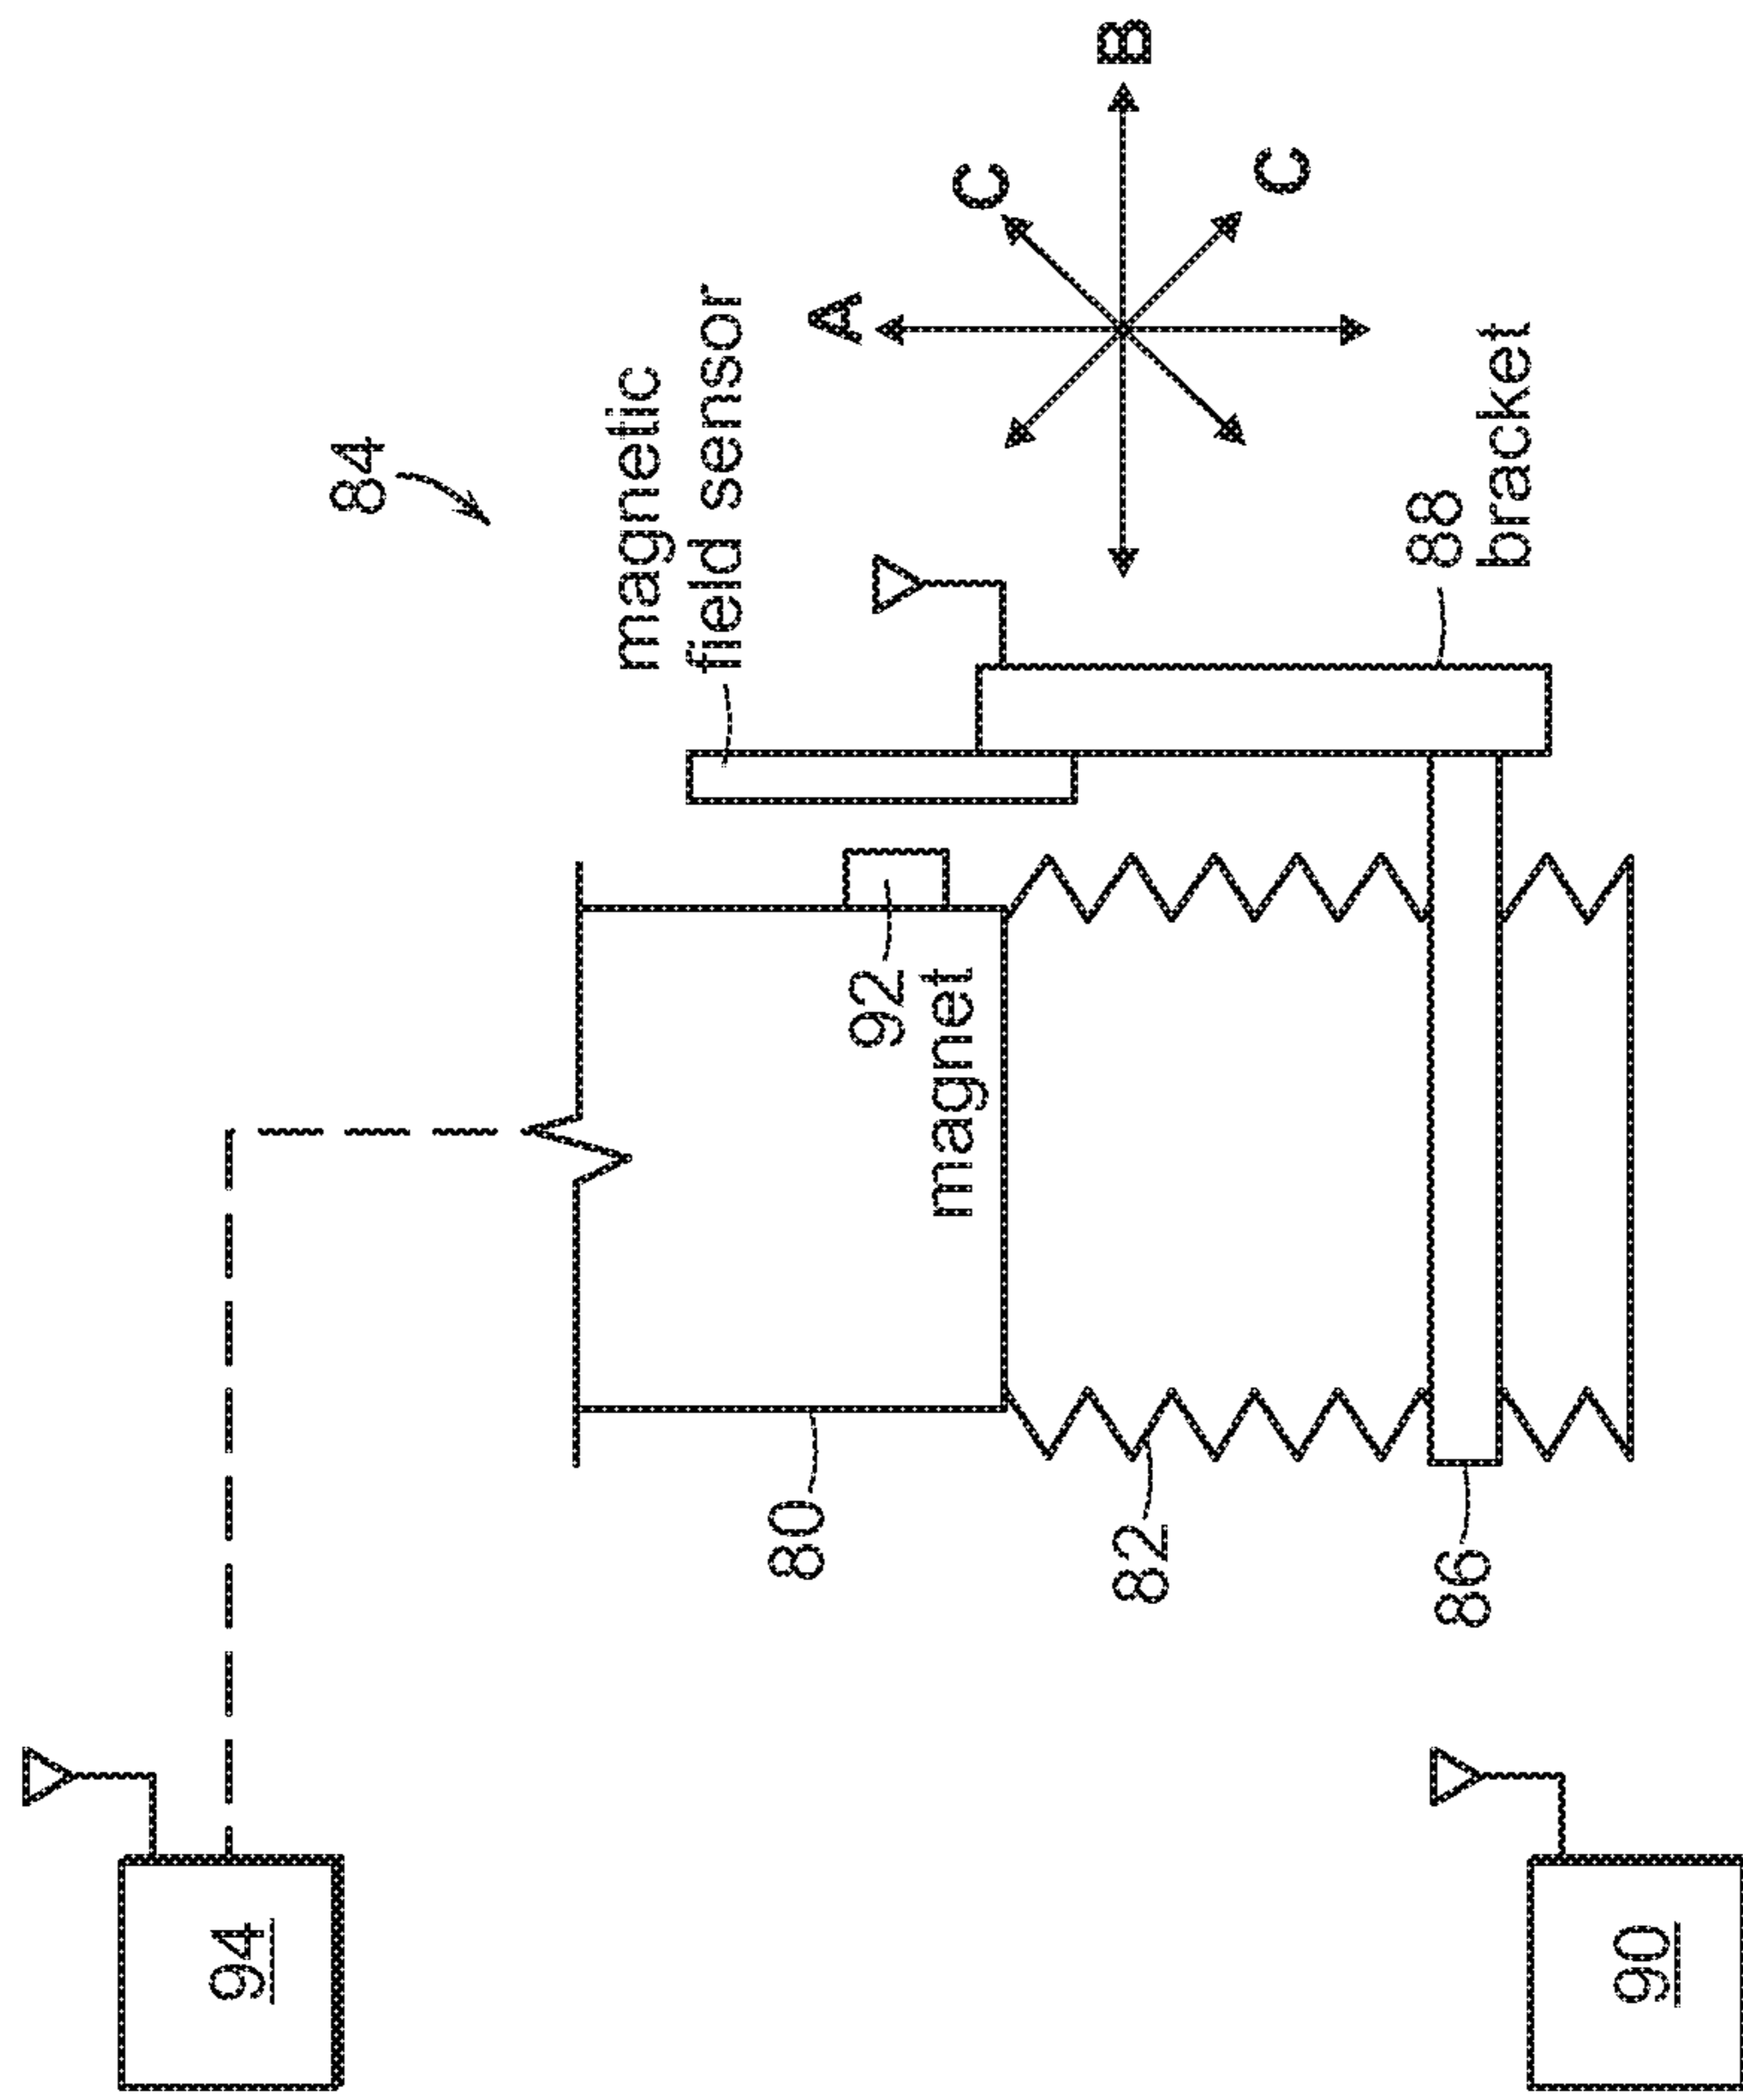 94
84
magnetic
field sensor
80
A
92
magnet
C
B
82
C
88
bracket
86
90